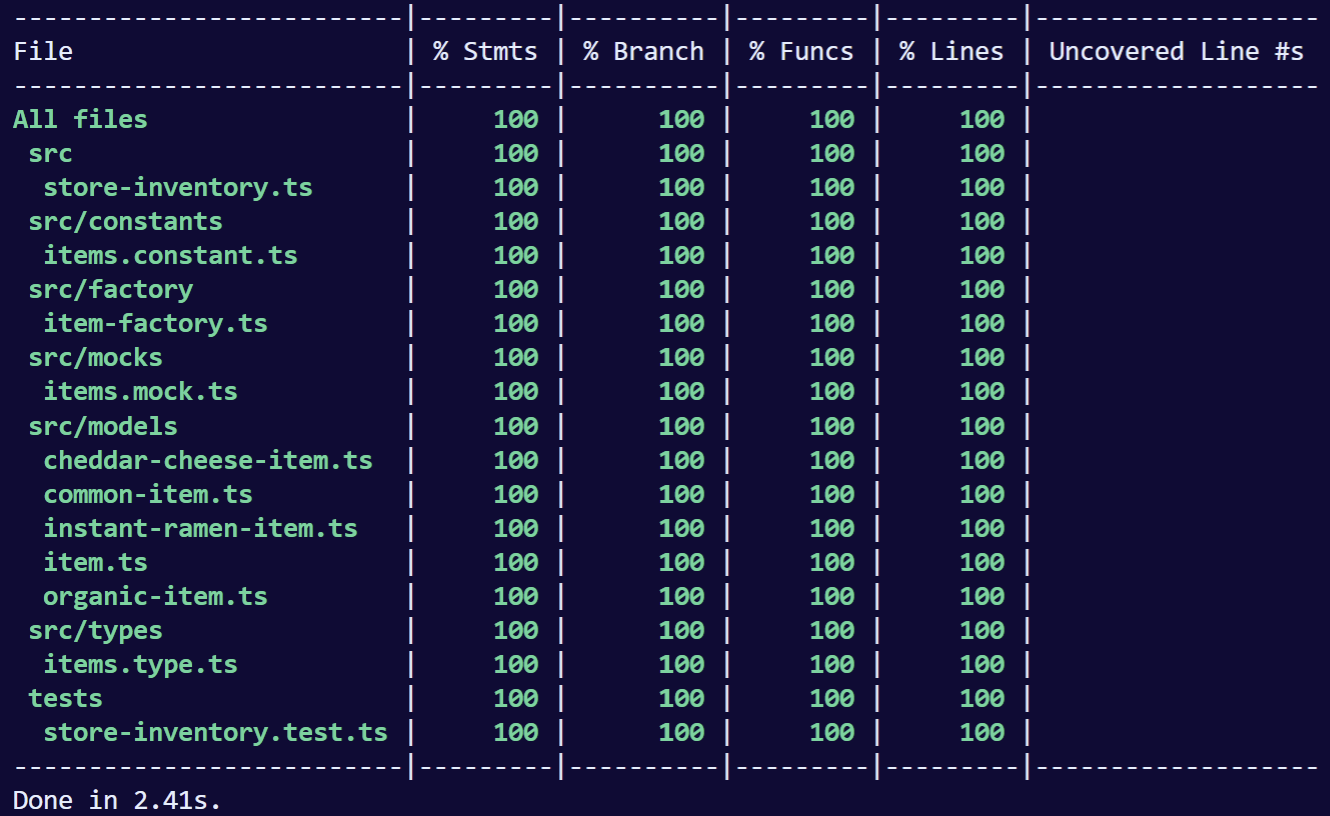 --------------------------|---------|----------|---------|---------|-------------------
File                      | % Stmts | % Branch | % Funcs | % Lines | Uncovered Line #s
--------------------------|---------|----------|---------|---------|-------------------
All files                 |     100 |      100 |     100 |     100 |
 src                      |     100 |      100 |     100 |     100 |
  store-inventory.ts      |     100 |      100 |     100 |     100 |
 src/constants            |     100 |      100 |     100 |     100 |
  items.constant.ts       |     100 |      100 |     100 |     100 |
 src/factory              |     100 |      100 |     100 |     100 |
  item-factory.ts         |     100 |      100 |     100 |     100 |
 src/mocks                |     100 |      100 |     100 |     100 |
  items.mock.ts           |     100 |      100 |     100 |     100 |
 src/models               |     100 |      100 |     100 |     100 |
  cheddar-cheese-item.ts  |     100 |      100 |     100 |     100 |
  common-item.ts          |     100 |      100 |     100 |     100 |
  instant-ramen-item.ts   |     100 |      100 |     100 |     100 |
  item.ts                 |     100 |      100 |     100 |     100 |
  organic-item.ts         |     100 |      100 |     100 |     100 |
 src/types                |     100 |      100 |     100 |     100 |
  items.type.ts           |     100 |      100 |     100 |     100 |
 tests                    |     100 |      100 |     100 |     100 |
  store-inventory.test.ts |     100 |      100 |     100 |     100 |
--------------------------|---------|----------|---------|---------|-------------------
Done in 2.41s.